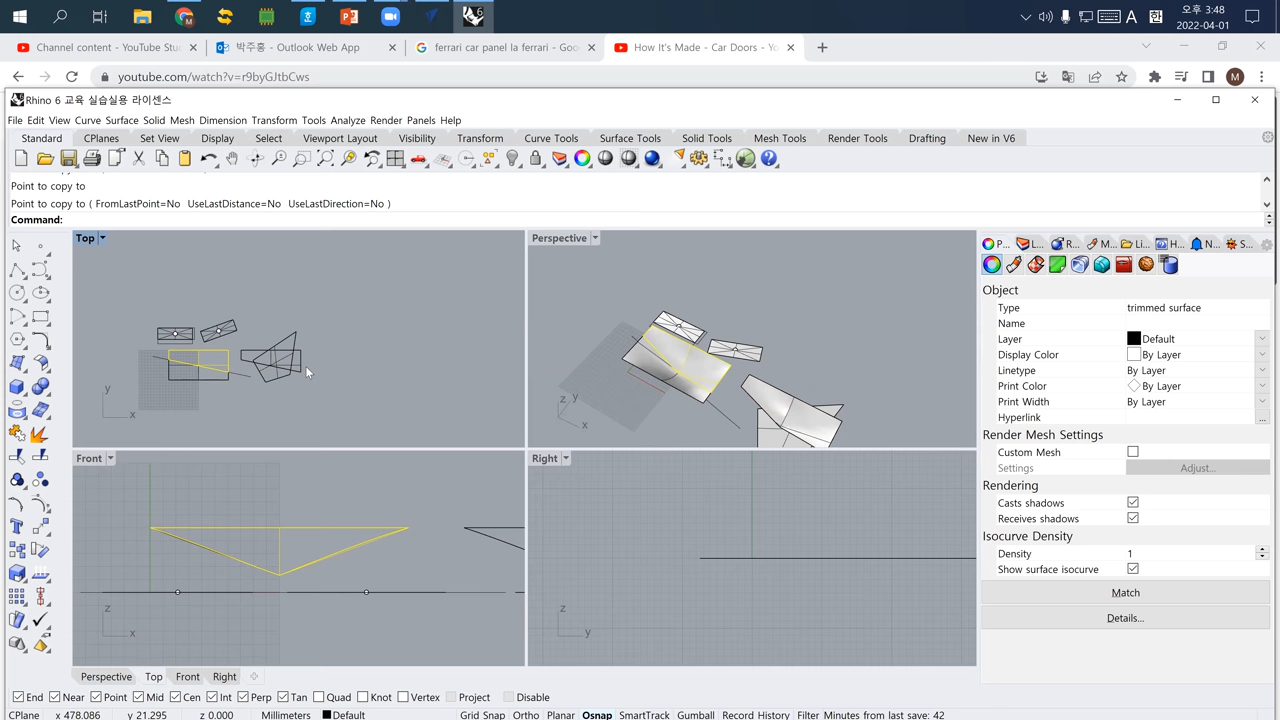 오후 3:48
A 한
2022-04-01
Channel content - YouTube Stu
박주홍 - Outlook Web App
ferrari car panel la ferrari - Goo
How It's Made - Car Doors - Yo
youtube.com/watch?v=r9byGJtbCws
M
Rhino 6 교육 실습실용 라이센스
File Edit View Curve Surface Solid Mesh Dimension Transform Tools Analyze Render Panels Help
Standard CPlanes Set View Display Select Viewport Layout Visibility Transform Curve Tools Surface Tools Solid Tools Mesh Tools Render Tools Drafting New in V6
Point to copy to
Point to copy to ( FromLastPoint=No UseLastDistance=No UseLastDirection=No )
Command:
Top
Perspective
P... L... R... M... Li... H... N... S...
Object
Type trimmed surface
Name
Layer Default
Display Color By Layer
Linetype By Layer
Print Color By Layer
Print Width By Layer
Hyperlink ...
Render Mesh Settings
Custom Mesh
Settings Adjust...
Rendering
Casts shadows
Receives shadows
Isocurve Density
Density 1
Show surface isocurve
Match
Details...
y
x
z y
x
Front
Right
z
x
z
y
Perspective Top Front Right
End Near Point Mid Cen Int Perp Tan Quad Knot Vertex Project Disable
CPlane x 478.086 y 21.295 z 0.000 Millimeters Default Grid Snap Ortho Planar Osnap SmartTrack Gumball Record History Filter Minutes from last save: 42